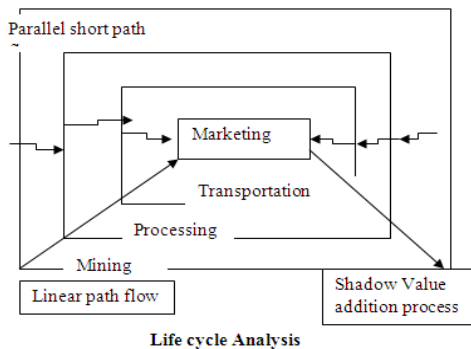 Parallel short path
Marketing
Transportation
Processing
Mining
Linear path flow
Shadow Value
addition process
Life cycle Analysis